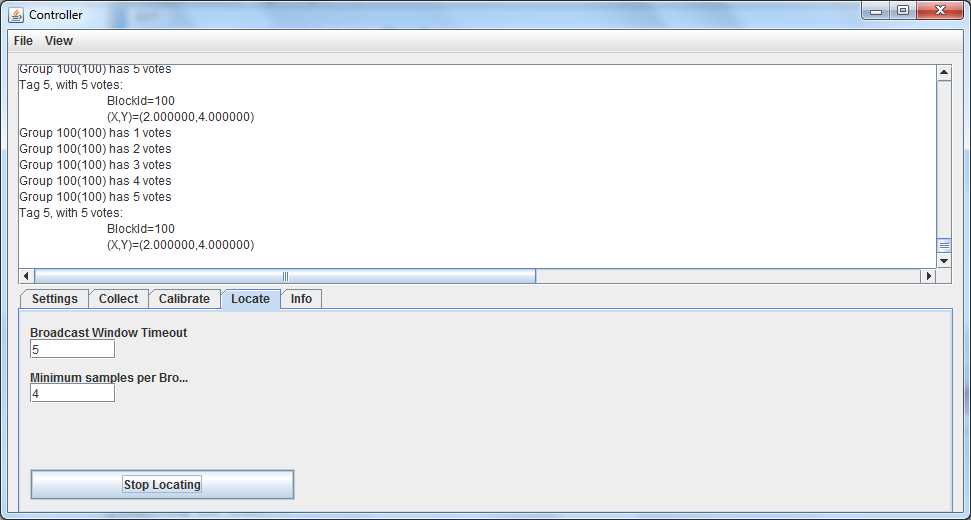 Controller
File View
Group 100(100) has 5 votes
Tag 5, with 5 votes:
BlockId=100
(X,Y)=(2.000000,4.000000)
Group 100(100) has 1 votes
Group 100(100) has 2 votes
Group 100(100) has 3 votes
Group 100(100) has 4 votes
Group 100(100) has 5 votes
Tag 5, with 5 votes:
BlockId=100
(X,Y)=(2.000000,4.000000)
Settings Collect Calibrate Locate Info
Broadcast Window Timeout
5
Minimum samples per Bro...
4
Stop Locating